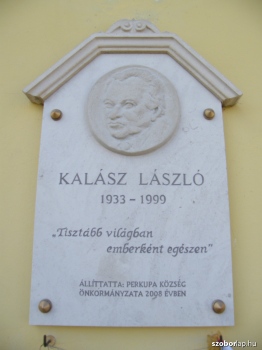 KALÁSZ LÁSZLÓ
1933 – 1999
„Tisztább világban
emberként egészen”
ÁLLÍTTATTA: PERKUPA KÖZSÉG
ÖNKORMÁNYZATA 2008 ÉVBEN
szoborlap.hu